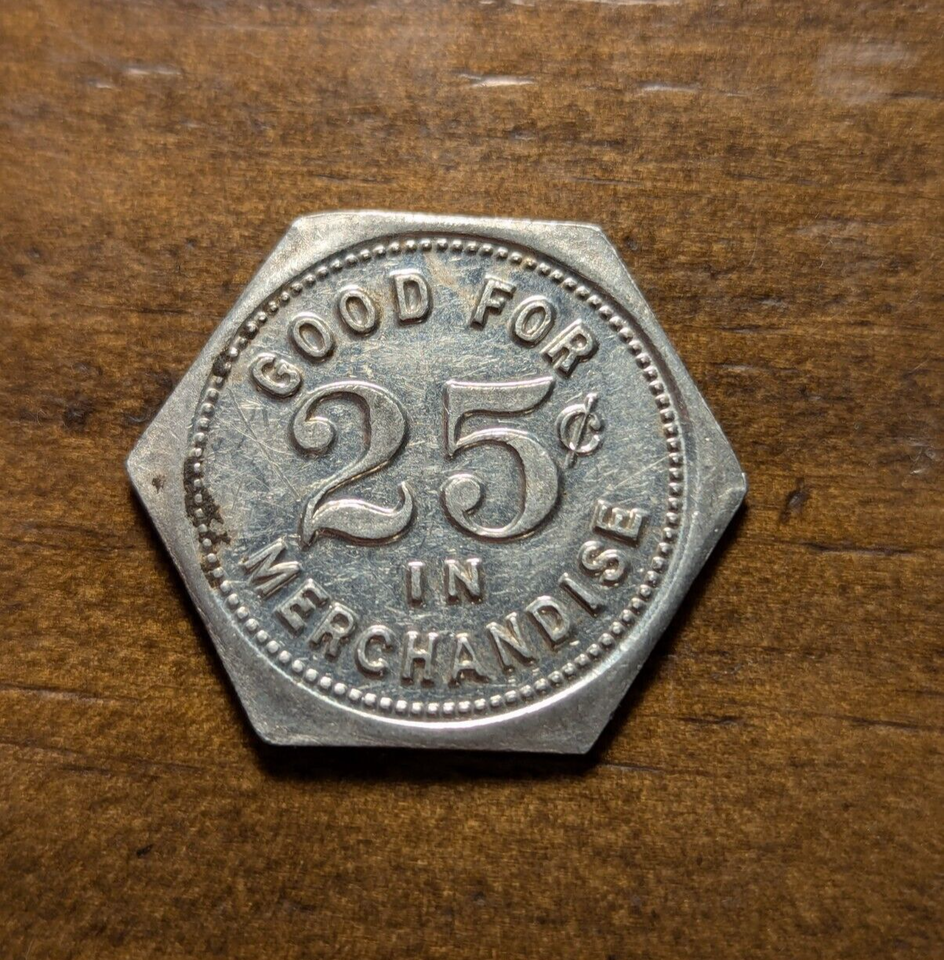 GOOD FOR
25¢
IN
MERCHANDISE